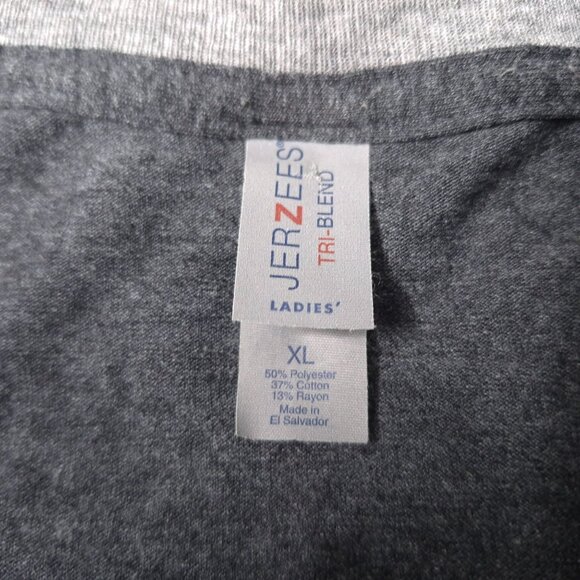 JERZEES
TRI-BLEND
LADIES'
XL
50% Polyester
37% Cotton
13% Rayon
Made in
El Salvador